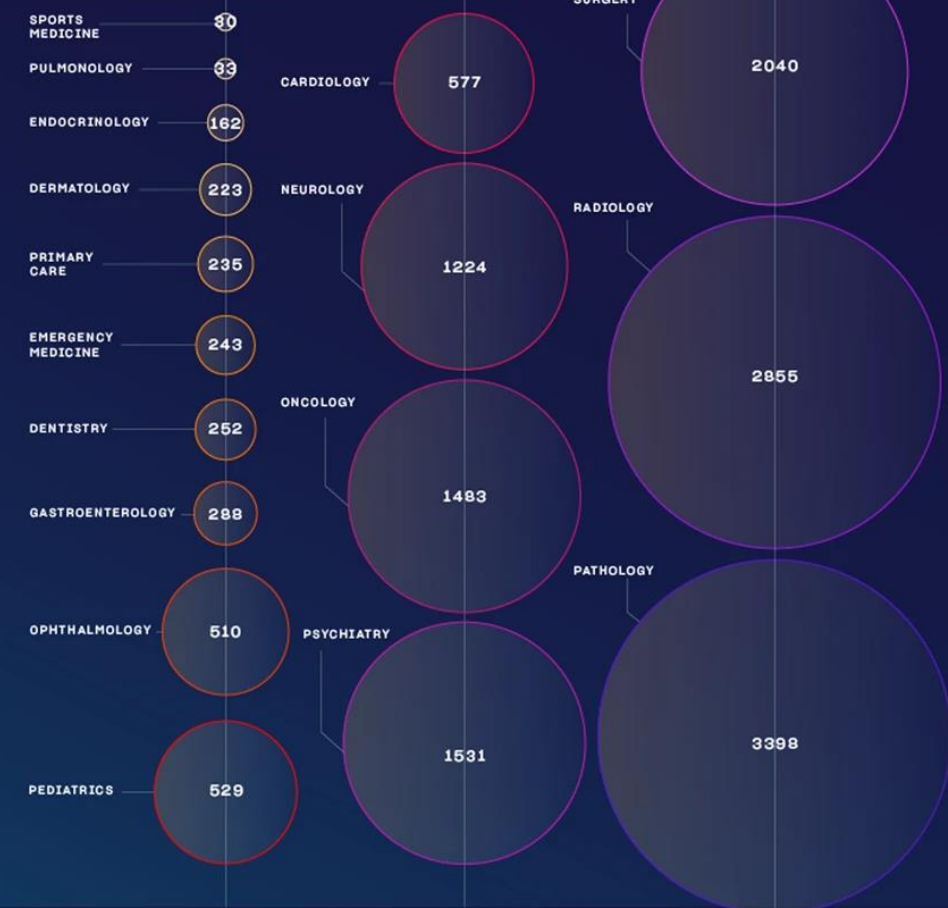 SPORTS
MEDICINE
30
PULMONOLOGY
33
ENDOCRINOLOGY
162
DERMATOLOGY
223
PRIMARY
CARE
235
EMERGENCY
MEDICINE
243
DENTISTRY
252
GASTROENTEROLOGY
288
OPHTHALMOLOGY
510
PEDIATRICS
529
CARDIOLOGY
577
NEUROLOGY
1224
ONCOLOGY
1483
PSYCHIATRY
1531
SURGERY
2040
RADIOLOGY
2855
PATHOLOGY
3398